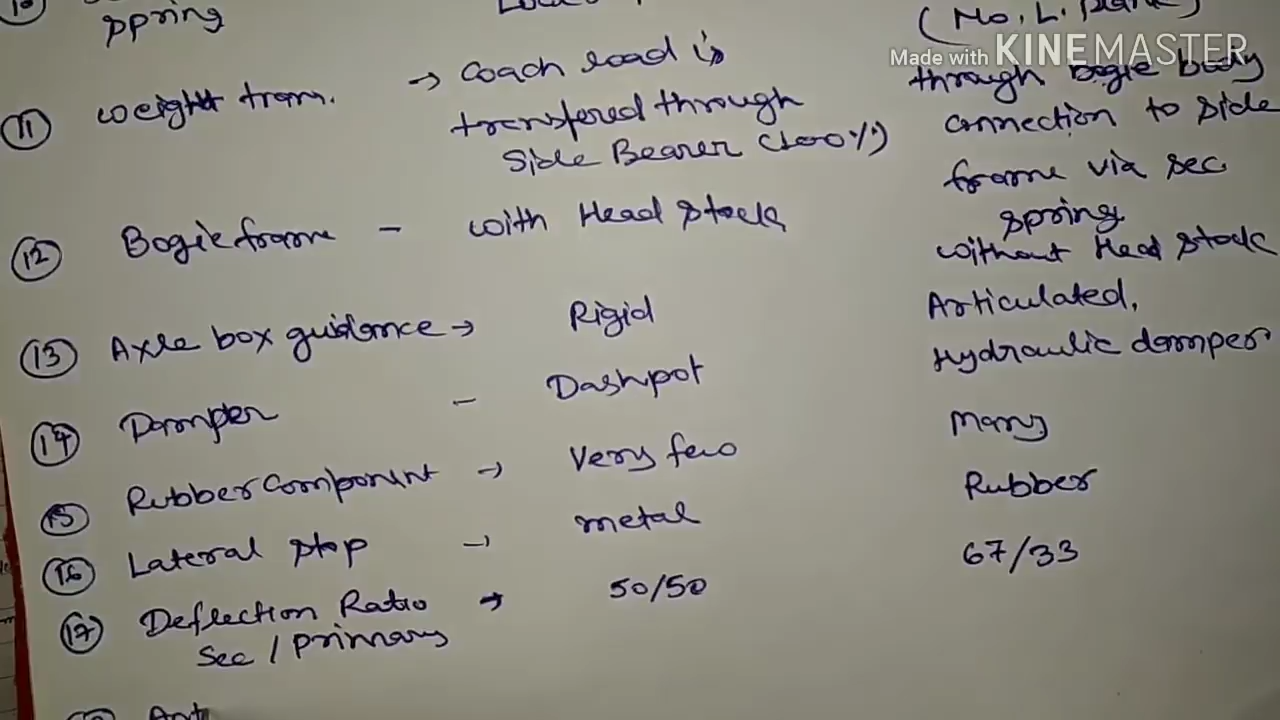 spring
(No. L. plank)
Made with KINEMASTER
(11) weight tran. → Coach load is through bogie body
transfered through connection to side
Side Bearer (100%) frame via sec
spring
(12) Bogie frame - with Head stock without Head stock
(13) Axle box guidance → Rigid Articulated,
(14) Damper - Dashpot Hydraulic damper
(15) Rubber Component → Very few Many
(16) Lateral stop → metal Rubber
(17) Deflection Ratio → 50/50 67/33
Sec / primary